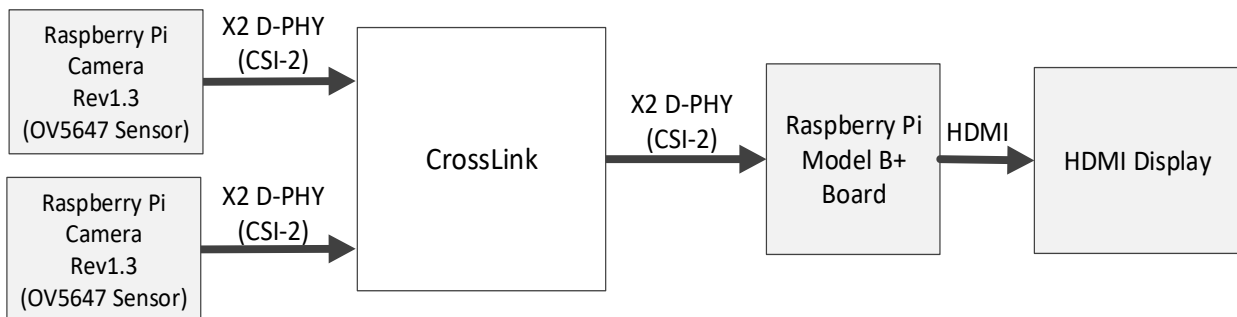 Raspberry Pi
Camera
Rev1.3
(OV5647 Sensor)
X2 D-PHY
(CSI-2)
Raspberry Pi
Camera
Rev1.3
(OV5647 Sensor)
X2 D-PHY
(CSI-2)
CrossLink
X2 D-PHY
(CSI-2)
Raspberry Pi
Model B+
Board
HDMI
HDMI Display